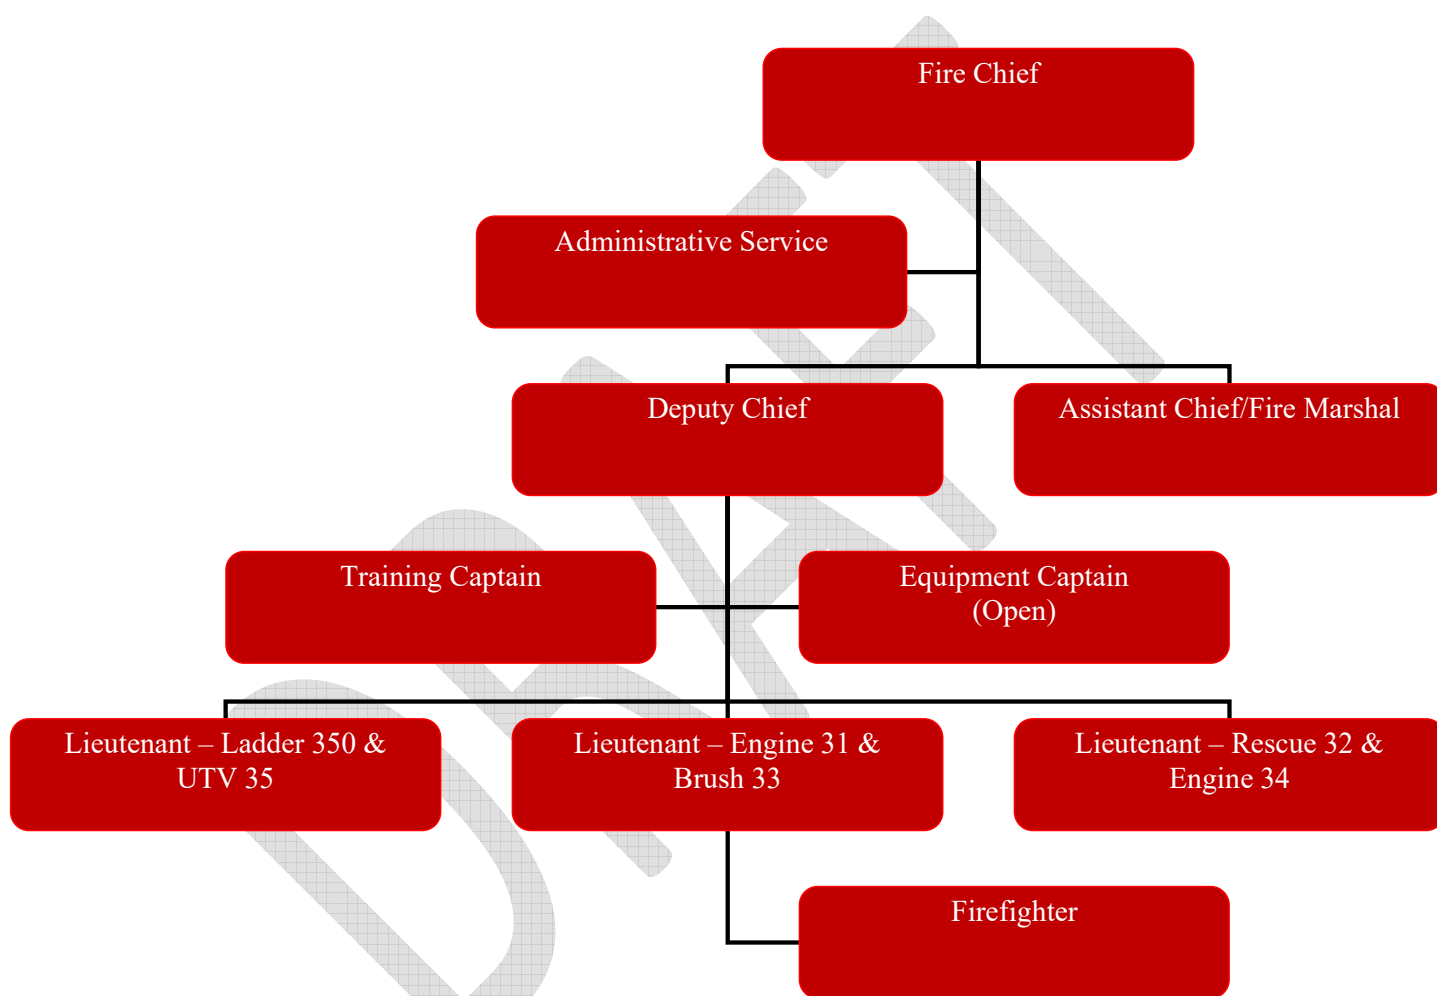 Fire Chief
Administrative Service
Deputy Chief
Assistant Chief/Fire Marshal
Training Captain
Equipment Captain
(Open)
Lieutenant – Ladder 350 &
UTV 35
Lieutenant – Engine 31 &
Brush 33
Lieutenant – Rescue 32 &
Engine 34
Firefighter
DRAFT